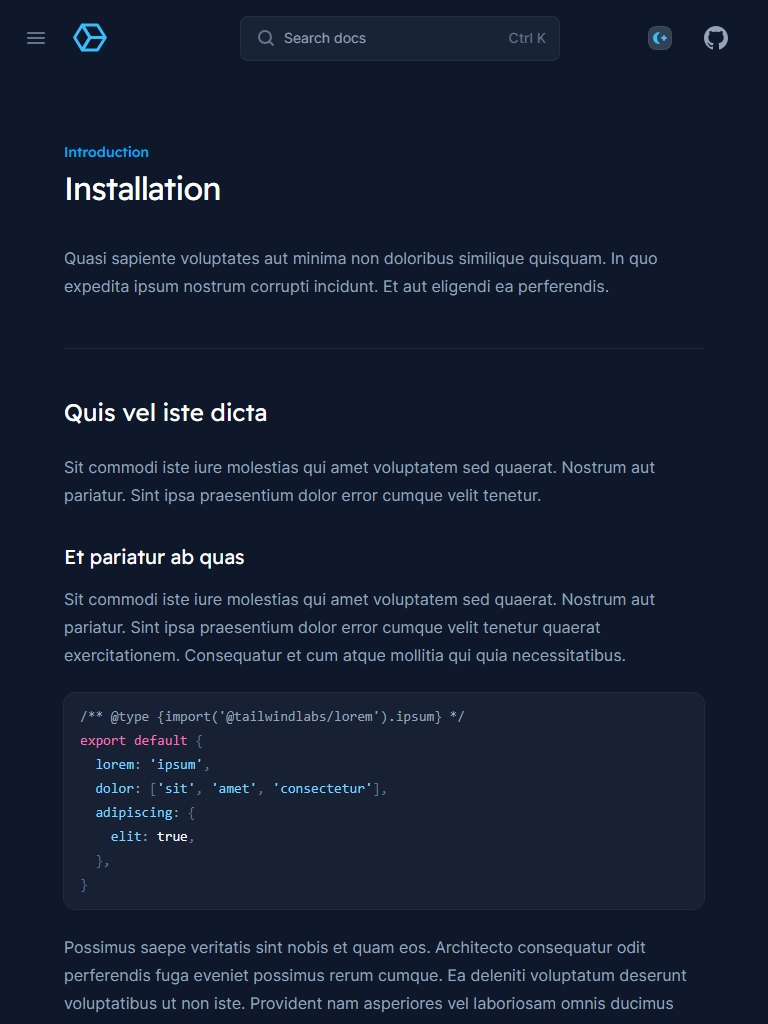 Search docs Ctrl K
Introduction
Installation
Quasi sapiente voluptates aut minima non doloribus similique quisquam. In quo
expedita ipsum nostrum corrupti incidunt. Et aut eligendi ea perferendis.
Quis vel iste dicta
Sit commodi iste iure molestias qui amet voluptatem sed quaerat. Nostrum aut
pariatur. Sint ipsa praesentium dolor error cumque velit tenetur.
Et pariatur ab quas
Sit commodi iste iure molestias qui amet voluptatem sed quaerat. Nostrum aut
pariatur. Sint ipsa praesentium dolor error cumque velit tenetur quaerat
exercitationem. Consequatur et cum atque mollitia qui quia necessitatibus.
/** @type {import('@tailwindlabs/lorem').ipsum} */
export default {
  lorem: 'ipsum',
  dolor: ['sit', 'amet', 'consectetur'],
  adipiscing: {
    elit: true,
  },
}
Possimus saepe veritatis sint nobis et quam eos. Architecto consequatur odit
perferendis fuga eveniet possimus rerum cumque. Ea deleniti voluptatum deserunt
voluptatibus ut non iste. Provident nam asperiores vel laboriosam omnis ducimus